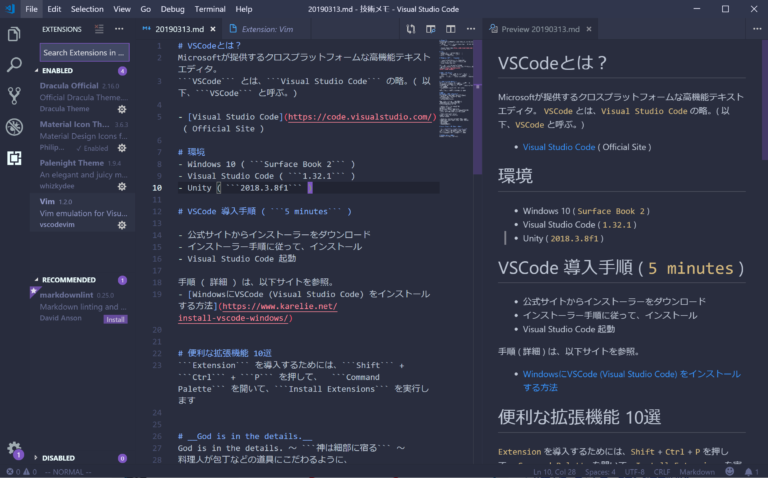 File Edit Selection View Go Debug Terminal Help 20190313.md - 技術メモ - Visual Studio Code
EXTENSIONS
Search Extensions in
ENABLED 4
Dracula Official 2.16.0
Official Dracula Theme...
Dracula Theme
Material Icon Th... 3.6.3
Material Design Icons f...
Philip... ✓ Enabled
Palenight Theme 1.9.4
An elegant and juicy m...
whizkydee
Vim 1.2.0
Vim emulation for Visu...
vscodevim
RECOMMENDED 1
markdownlint 0.25.0
Markdown linting and ...
David Anson Install
DISABLED 0
20190313.md × Extension: Vim
1 # VSCodeとは？
2 Microsoftが提供するクロスプラットフォームな高機能テキスト
エディタ。
3 ```VSCode``` とは、```Visual Studio Code``` の略。( 以
下、```VSCode``` と呼ぶ。)
4
5 - [Visual Studio Code](https://code.visualstudio.com/)
( Official Site )
6
7 # 環境
8 - Windows 10 ( ```Surface Book 2``` )
9 - Visual Studio Code ( ```1.32.1``` )
10 - Unity ( ```2018.3.8f1``` )
11
12 # VSCode 導入手順 ( ```5 minutes``` )
13
14 - 公式サイトからインストーラーをダウンロード
15 - インストーラー手順に従って、インストール
16 - Visual Studio Code 起動
17
18 手順 ( 詳細 ) は、以下サイトを参照。
19 - [WindowsにVSCode (Visual Studio Code) をインストール
する方法](https://www.karelie.net/
install-vscode-windows/)
20
21
22 # 便利な拡張機能 10選
23 ```Extension``` を導入するためには、```Shift``` +
```Ctrl``` + ```P``` を押して、 ```Command
Palette``` を開いて、```Install Extensions``` を実行し
ます
24
25
26 # __God is in the details.__
27 God is in the details. ～ ```神は細部に宿る``` ～
28 料理人が包丁などの道具にこだわるように、
Preview 20190313.md ×
VSCodeとは？
Microsoftが提供するクロスプラットフォームな高機能テキスト
エディタ。 VSCode とは、Visual Studio Code の略。( 以
下、VSCode と呼ぶ。)
• Visual Studio Code ( Official Site )
環境
• Windows 10 ( Surface Book 2 )
• Visual Studio Code ( 1.32.1 )
• Unity ( 2018.3.8f1 )
VSCode 導入手順 ( 5 minutes )
• 公式サイトからインストーラーをダウンロード
• インストーラー手順に従って、インストール
• Visual Studio Code 起動
手順 ( 詳細 ) は、以下サイトを参照。
• WindowsにVSCode (Visual Studio Code) をインストール
する方法
便利な拡張機能 10選
Extension を導入するためには、Shift + Ctrl + P を押し
0 0 -- NORMAL -- Ln 10, Col 28 Spaces: 4 UTF-8 CRLF Markdown 1